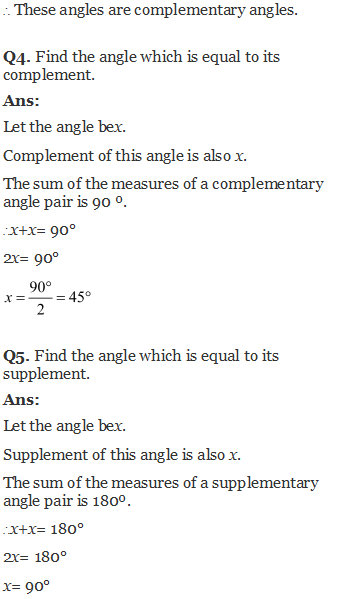 ∴ These angles are complementary angles.
Q4. Find the angle which is equal to its
complement.
Ans:
Let the angle bex.
Complement of this angle is also x.
The sum of the measures of a complementary
angle pair is 90 º.
∴x+x= 90°
2x= 90°
x = 90°/2 = 45°
Q5. Find the angle which is equal to its
supplement.
Ans:
Let the angle bex.
Supplement of this angle is also x.
The sum of the measures of a supplementary
angle pair is 180º.
∴x+x= 180°
2x= 180°
x= 90°